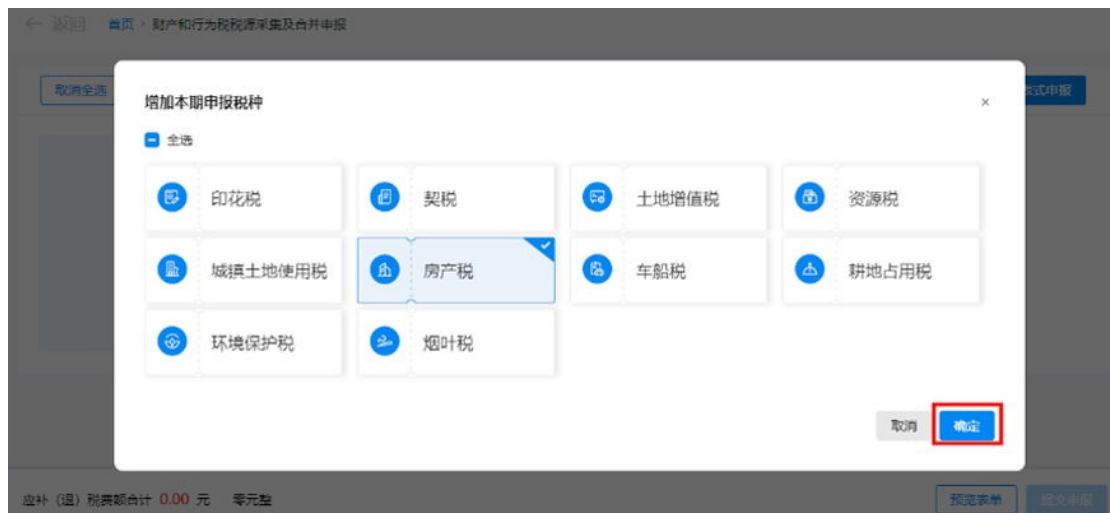 返回 首页 > 财产和行为税税源采集及合并申报
取消全选
表式申报
增加本期申报税种
×
全选
印花税 契税 土地增值税 资源税
城镇土地使用税 房产税 车船税 耕地占用税
环境保护税 烟叶税
取消 确定
应补（退）税费额合计 0.00 元 零元整
预览表单 提交申报